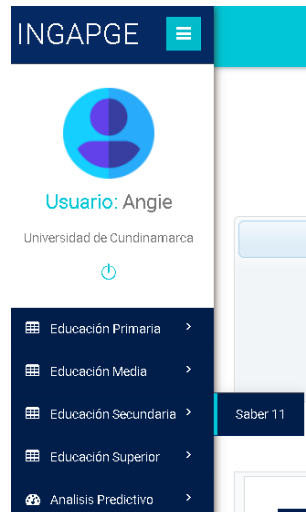 INGAPGE
Usuario: Angie
Universidad de Cundinamarca
Educación Primaria
Educación Media
Educación Secundaria
Saber 11
Educación Superior
Analisis Predictivo